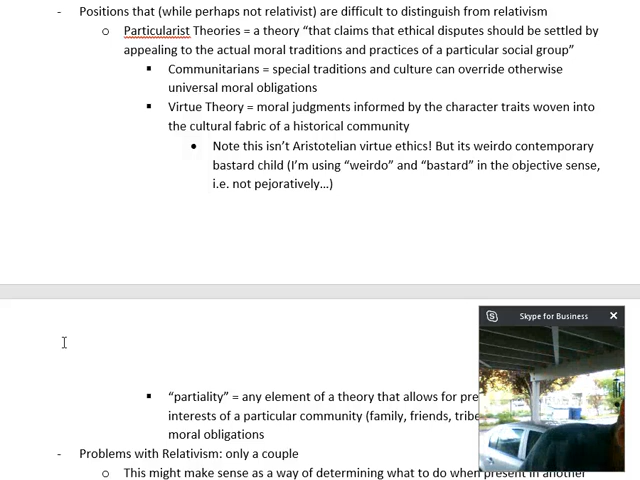 - Positions that (while perhaps not relativist) are difficult to distinguish from relativism
o Particularist Theories = a theory “that claims that ethical disputes should be settled by
appealing to the actual moral traditions and practices of a particular social group”
▪ Communitarians = special traditions and culture can override otherwise
universal moral obligations
▪ Virtue Theory = moral judgments informed by the character traits woven into
the cultural fabric of a historical community
• Note this isn’t Aristotelian virtue ethics! But its weirdo contemporary
bastard child (I’m using “weirdo” and “bastard” in the objective sense,
i.e. not pejoratively…)
Skype for Business
▪ “partiality” = any element of a theory that allows for pre
interests of a particular community (family, friends, tribe
moral obligations
- Problems with Relativism: only a couple
o This might make sense as a way of determining what to do when present in another